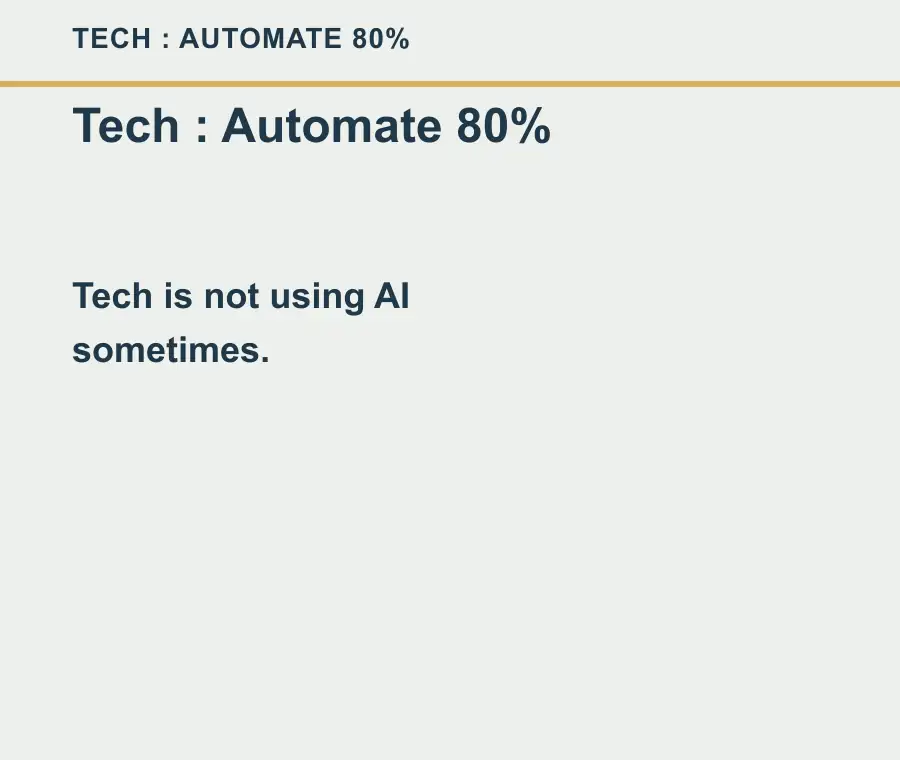 TECH : AUTOMATE 80%
Tech : Automate 80%
Tech is not using AI
sometimes.